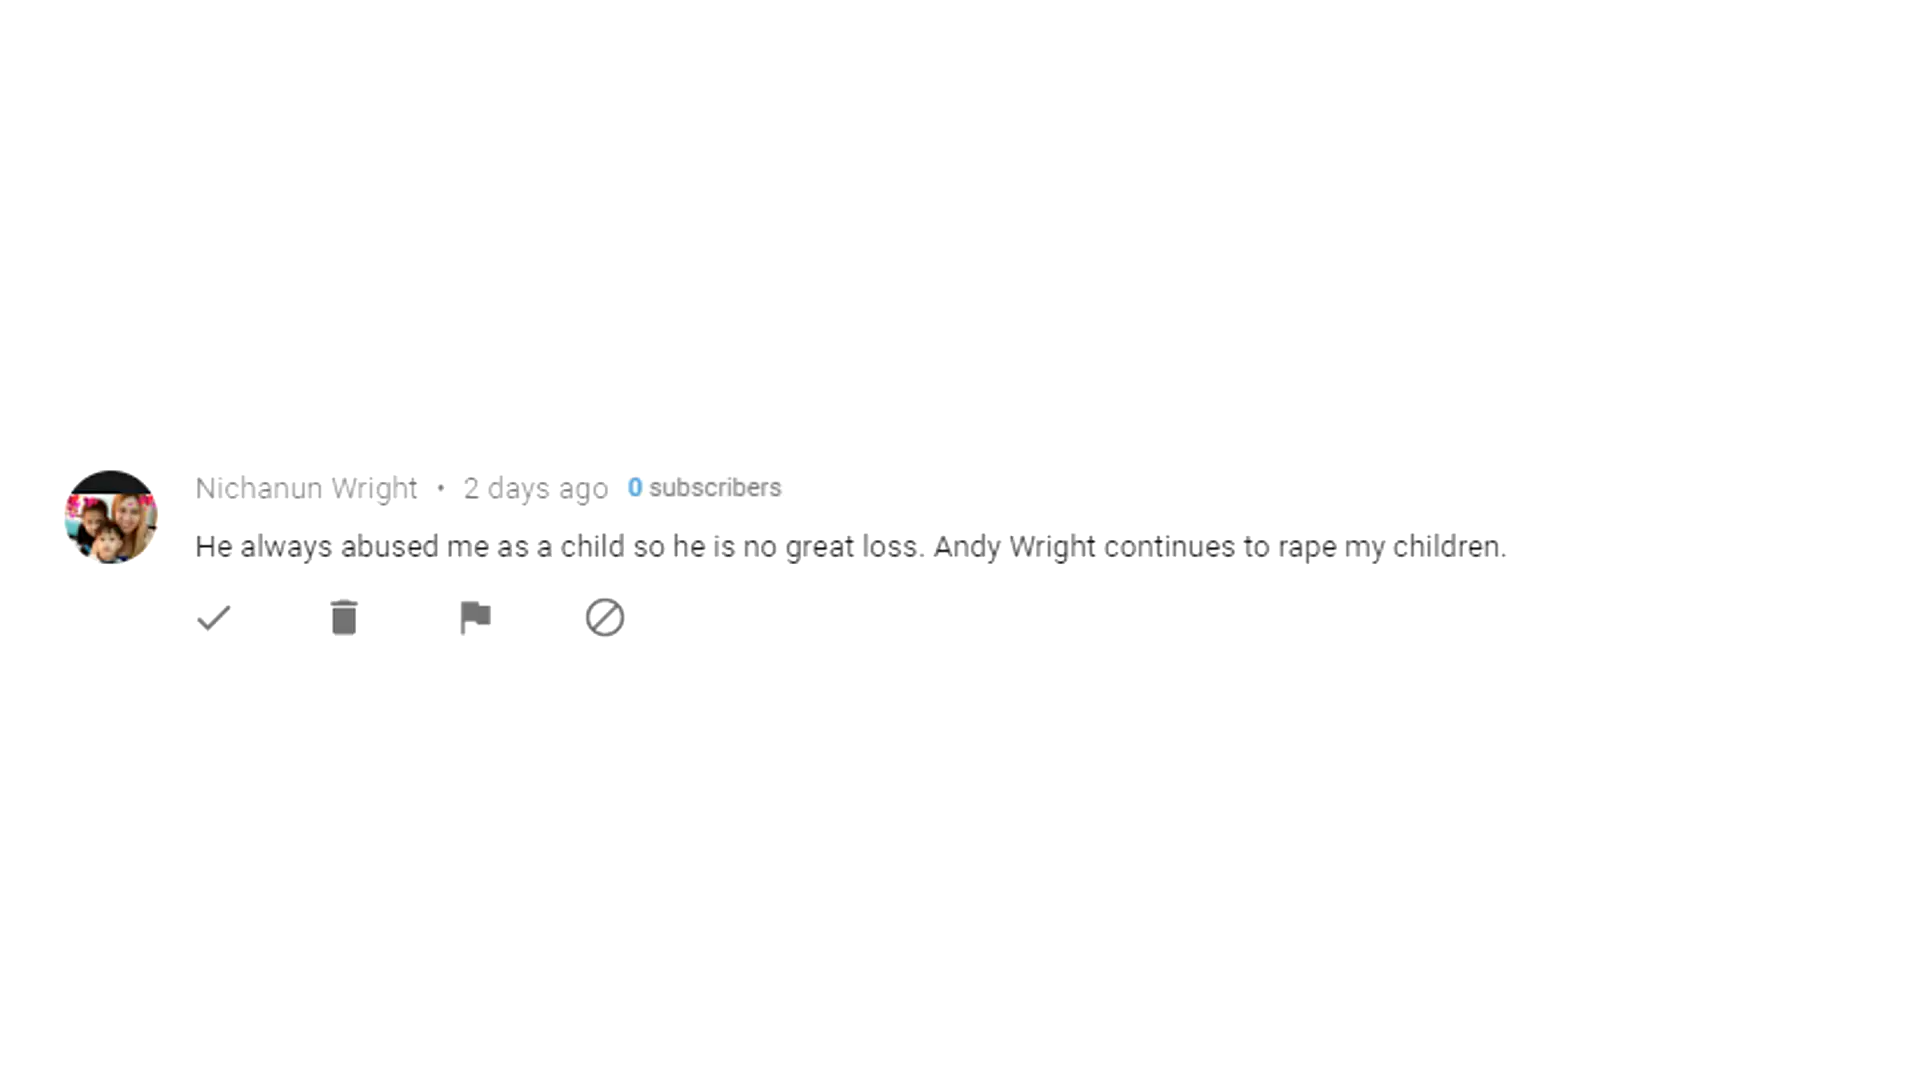 Nichanun Wright • 2 days ago 0 subscribers
He always abused me as a child so he is no great loss. Andy Wright continues to rape my children.